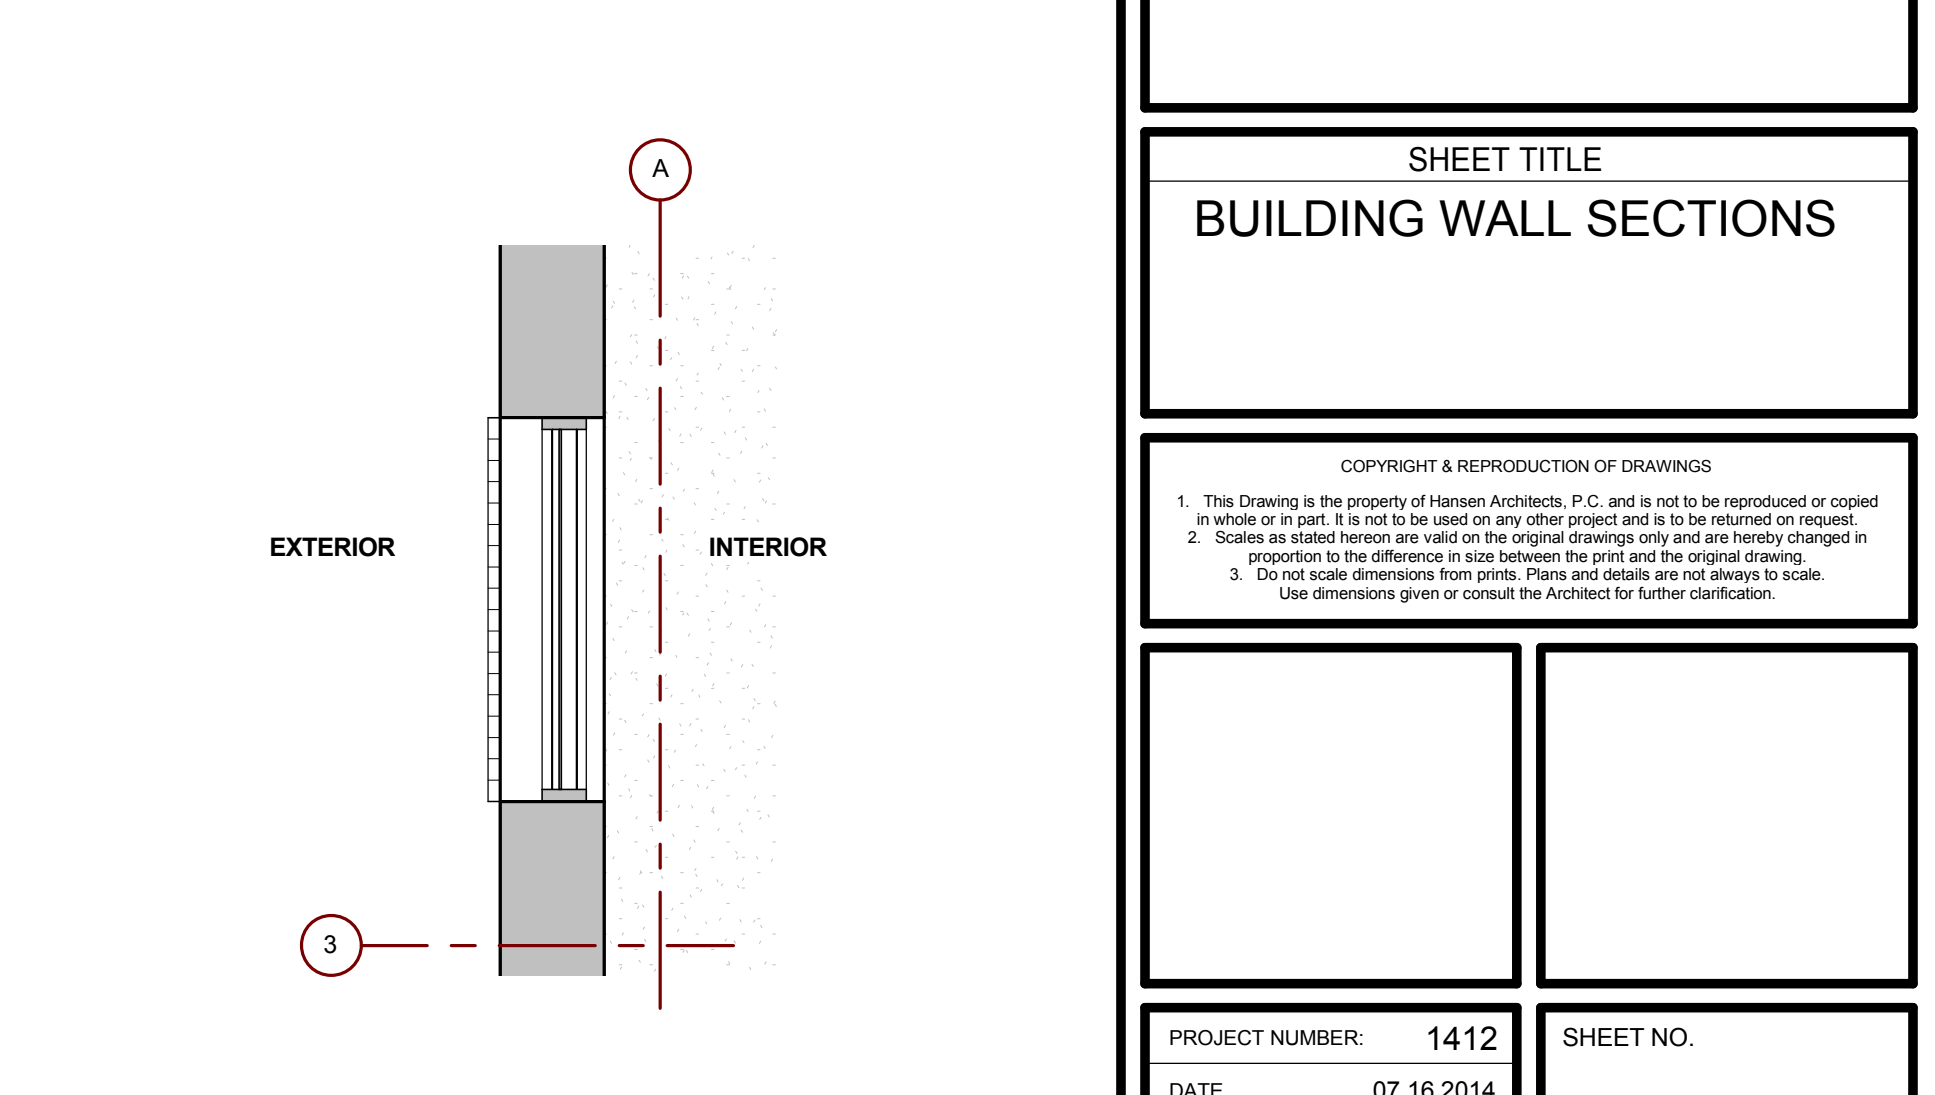 A
EXTERIOR
INTERIOR
3
SHEET TITLE
BUILDING WALL SECTIONS
COPYRIGHT & REPRODUCTION OF DRAWINGS
1. This Drawing is the property of Hansen Architects, P.C. and is not to be reproduced or copied
in whole or in part. It is not to be used on any other project and is to be returned on request.
2. Scales as stated hereon are valid on the original drawings only and are hereby changed in
proportion to the difference in size between the print and the original drawing.
3. Do not scale dimensions from prints. Plans and details are not always to scale.
Use dimensions given or consult the Architect for further clarification.
PROJECT NUMBER: 1412
DATE 07.16.2014
SHEET NO.